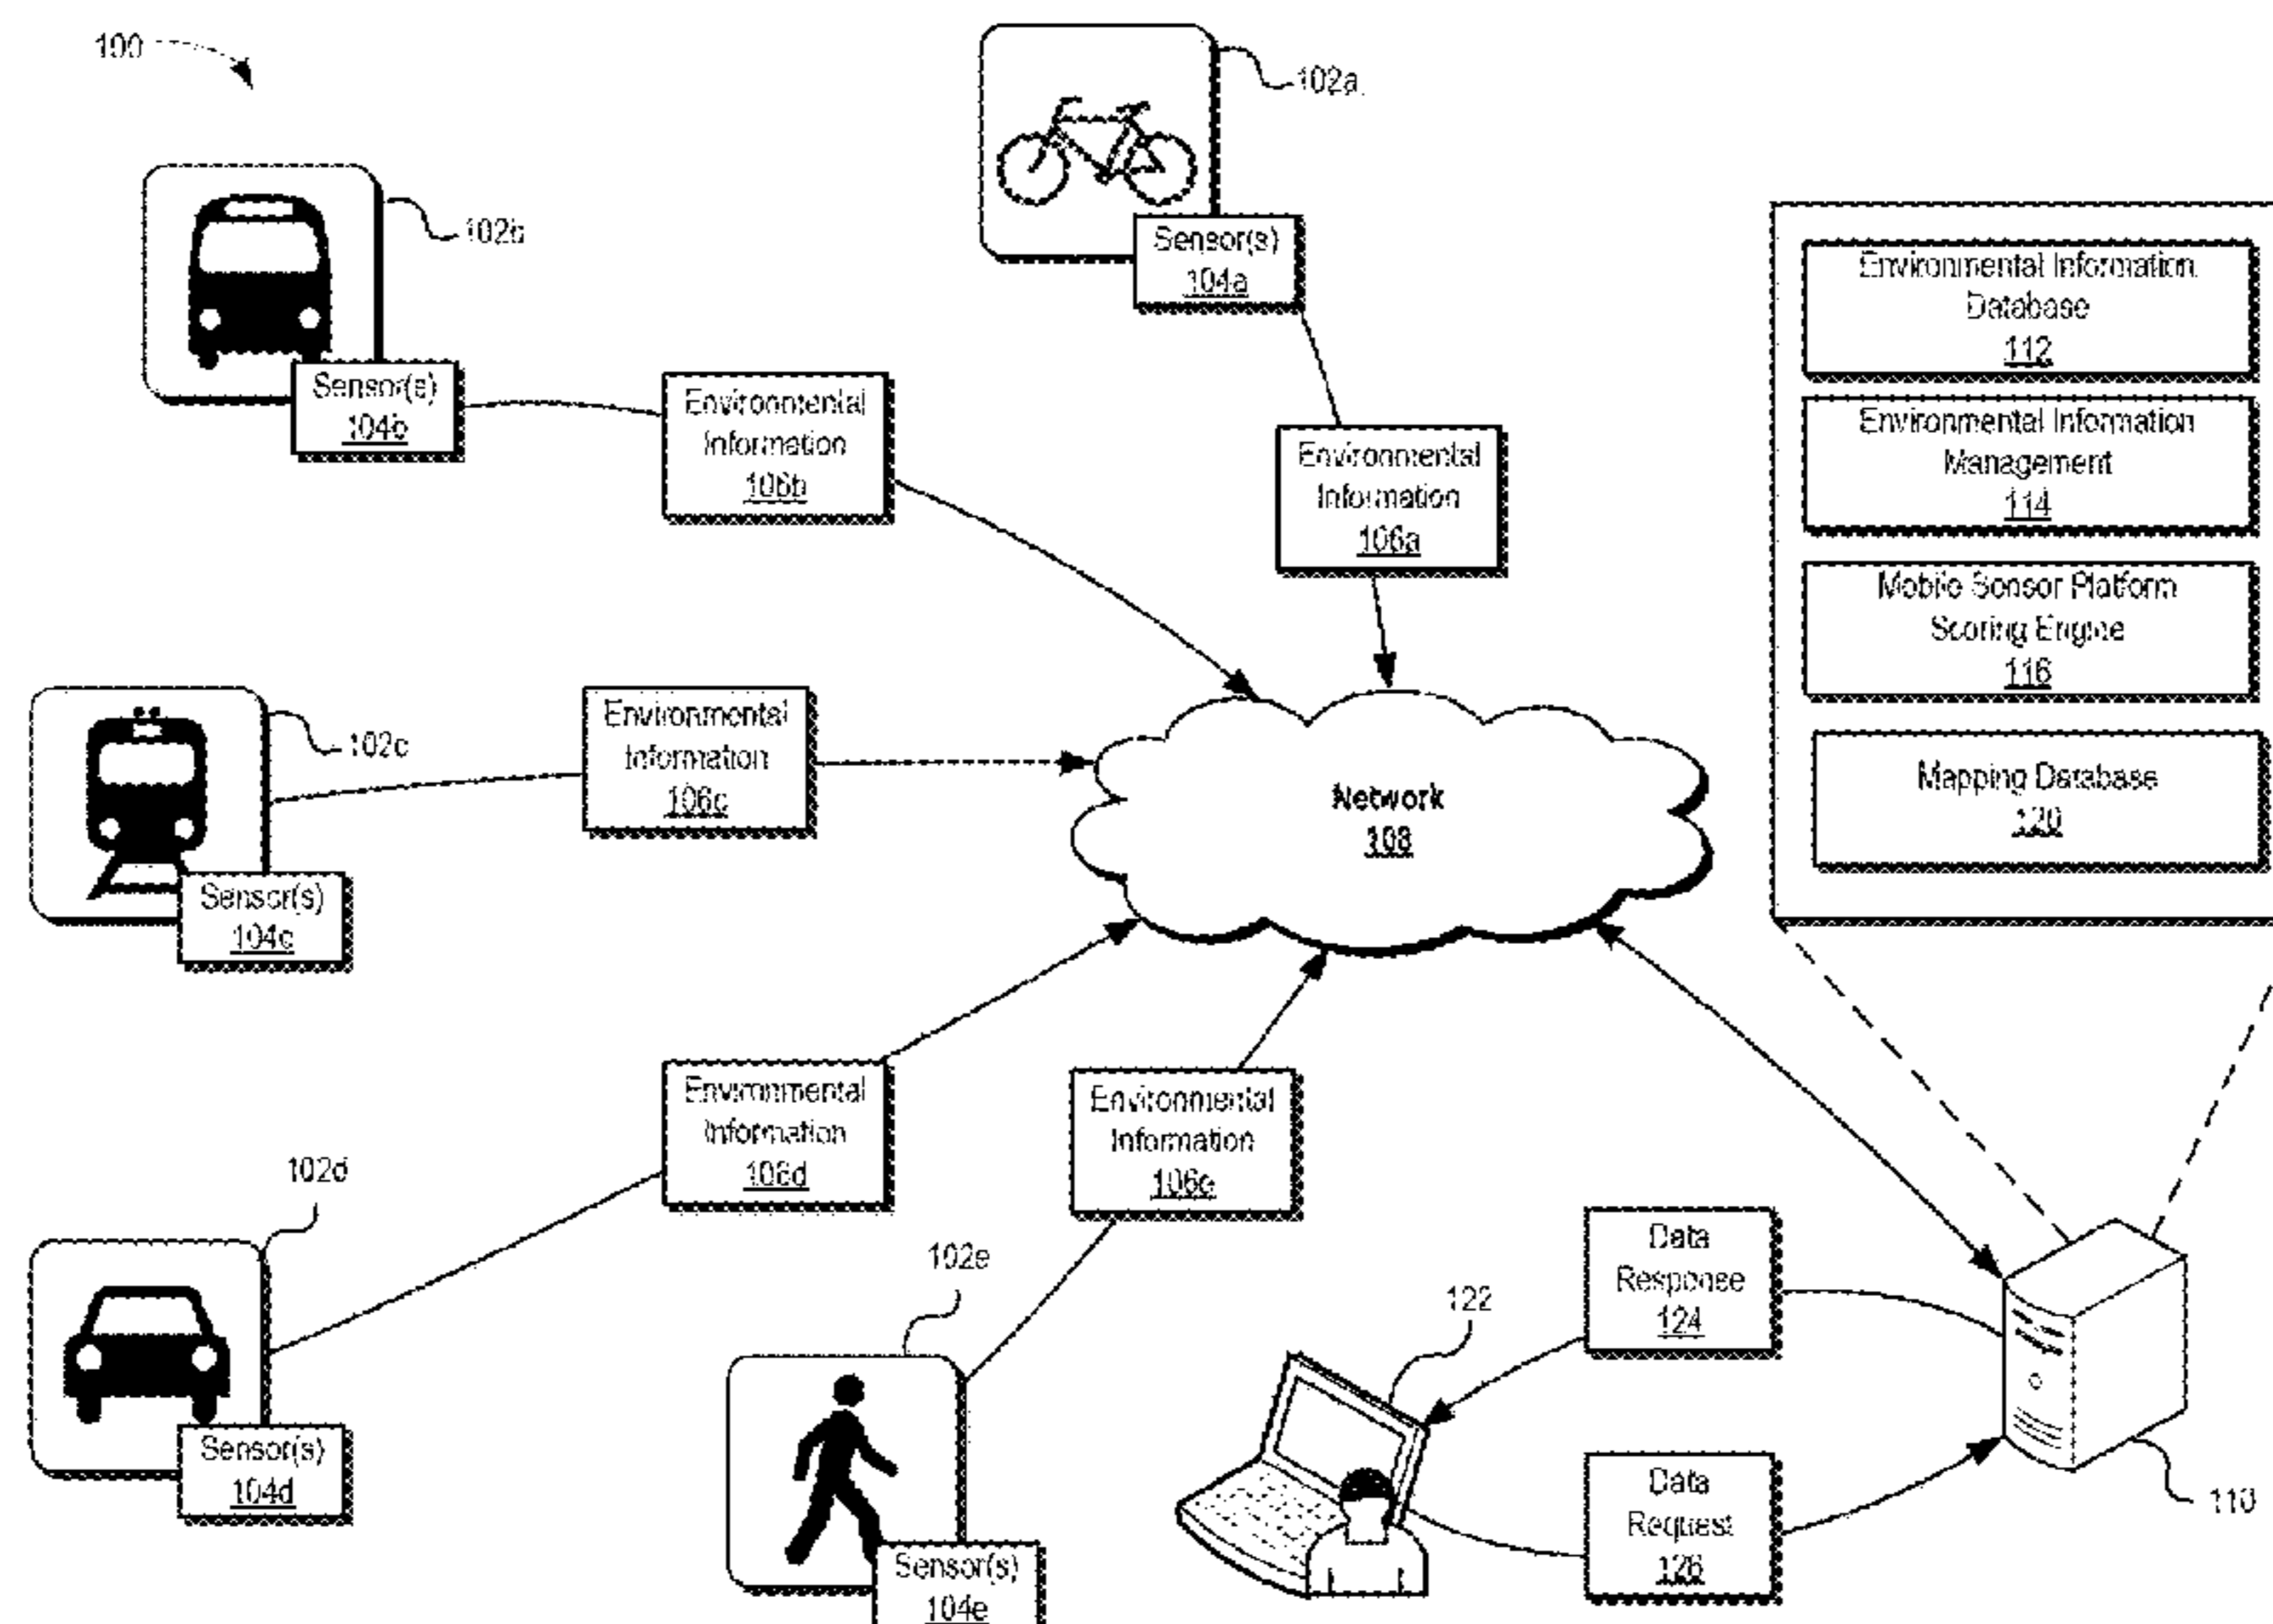 100
102a
Sensor(s)
104a
102b
Sensor(s)
104b
Environmental
Information
106b
Environmental
Information
106a
Environmental Information
Database
112
Environmental Information
Management
114
Mobile Sensor Platform
Scoring Engine
116
Mapping Database
120
102c
Sensor(s)
104c
Environmental
Information
106c
Network
108
Environmental
Information
106d
Environmental
Information
106e
102d
Sensor(s)
104d
102e
Sensor(s)
104e
122
Data
Response
124
Data
Request
126
110